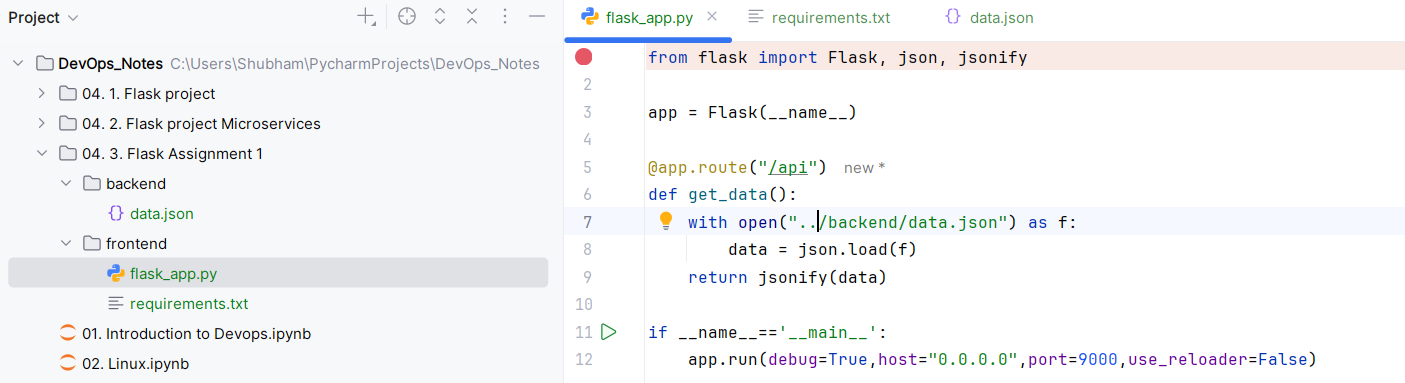 Project
DevOps_Notes C:\Users\Shubham\PycharmProjects\DevOps_Notes
04. 1. Flask project
04. 2. Flask project Microservices
04. 3. Flask Assignment 1
backend
data.json
frontend
flask_app.py
requirements.txt
01. Introduction to Devops.ipynb
02. Linux.ipynb
flask_app.py requirements.txt data.json
from flask import Flask, json, jsonify
2
3 app = Flask(__name__)
4
5 @app.route("/api") new *
6 def get_data():
7 with open("../backend/data.json") as f:
8 data = json.load(f)
9 return jsonify(data)
10
11 if __name__=='__main__':
12 app.run(debug=True,host="0.0.0.0",port=9000,use_reloader=False)